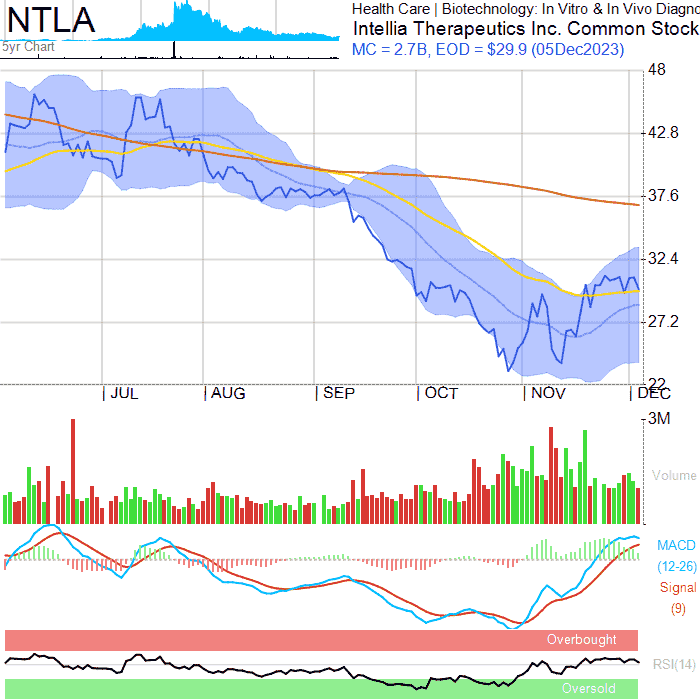 NTLA
5yr Chart
Health Care | Biotechnology: In Vitro & In Vivo Diagno
Intellia Therapeutics Inc. Common Stock
MC = 2.7B, EOD = $29.9 (05Dec2023)
48
42.8
37.6
32.4
27.2
22
JUL AUG SEP OCT NOV DEC
3M
Volume
MACD
(12-26)
Signal
(9)
Overbought
RSI(14)
Oversold